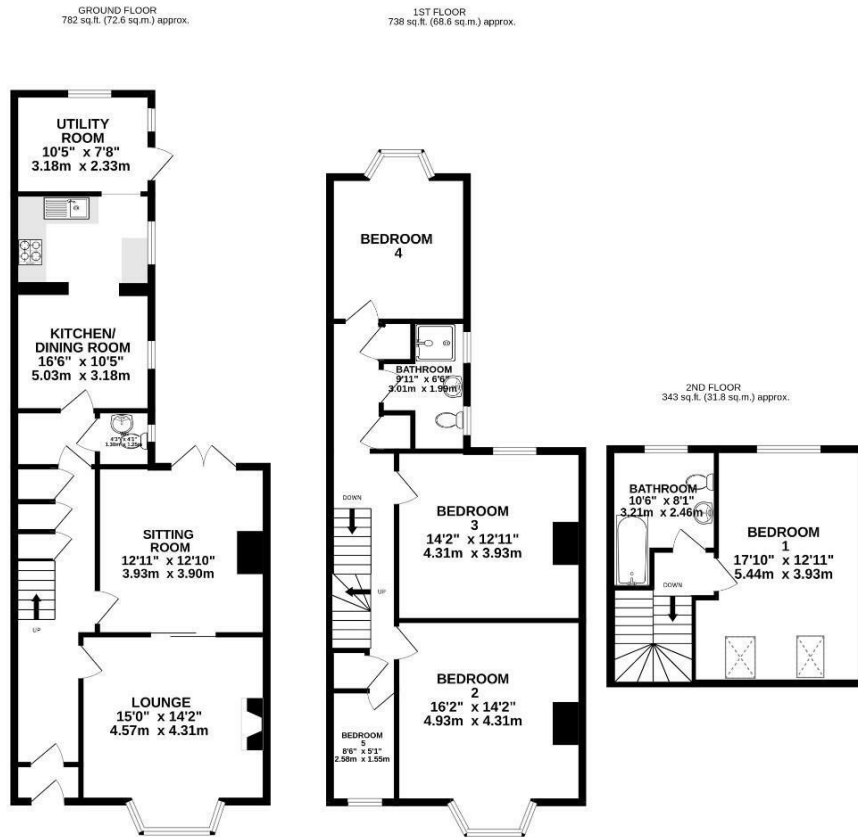 GROUND FLOOR
782 sq.ft. (72.6 sq.m.) approx.
UTILITY
ROOM
10'5" x 7'8"
3.18m x 2.33m
KITCHEN/
DINING ROOM
16'6" x 10'5"
5.03m x 3.18m
4'3" x 4'1"
SITTING
ROOM
12'11" x 12'10"
3.93m x 3.90m
UP
LOUNGE
15'0" x 14'2"
4.57m x 4.31m
1ST FLOOR
738 sq.ft. (68.6 sq.m.) approx.
BEDROOM
4
BATHROOM
9'11" x 6'6"
3.01m x 1.99m
DOWN
BEDROOM
3
14'2" x 12'11"
4.31m x 3.93m
UP
BEDROOM
2
16'2" x 14'2"
4.93m x 4.31m
BEDROOM
5
8'6" x 5'1"
2.58m x 1.55m
2ND FLOOR
343 sq.ft. (31.8 sq.m.) approx.
BATHROOM
10'6" x 8'1"
3.21m x 2.46m
DOWN
BEDROOM
1
17'10" x 12'11"
5.44m x 3.93m